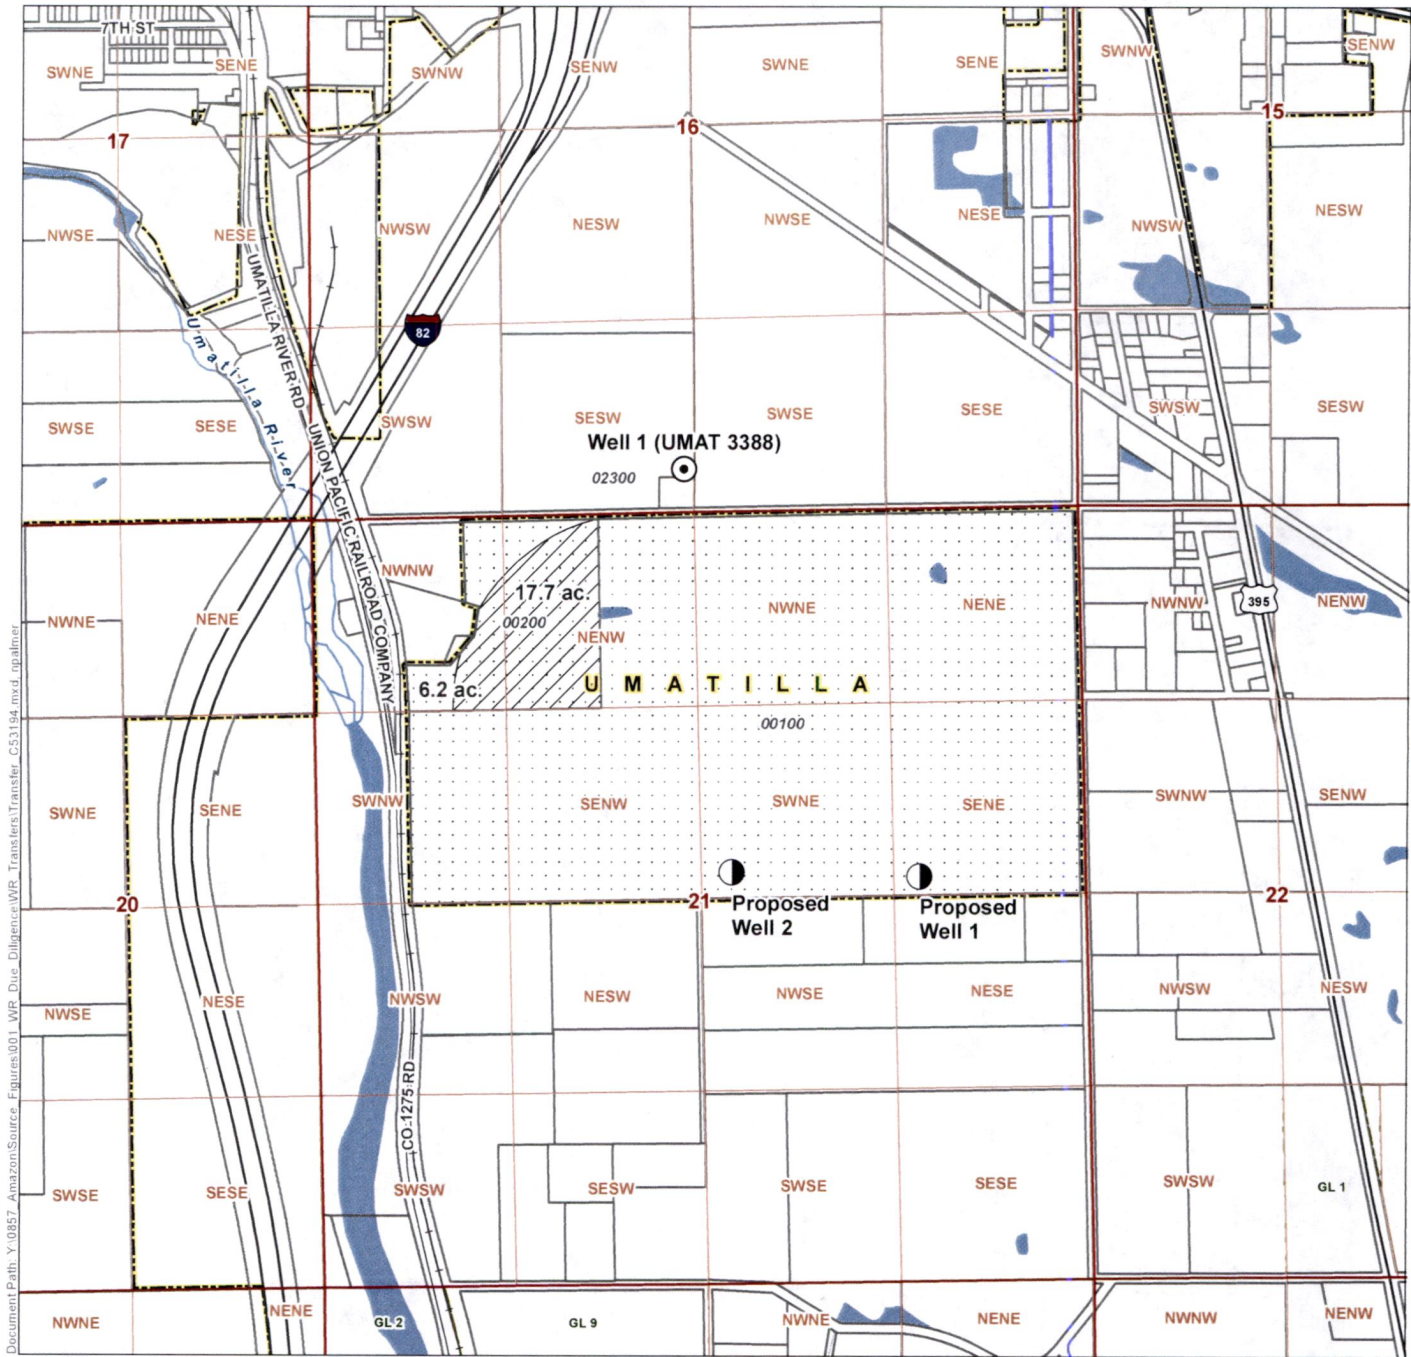 7TH ST
SWNE
SENE
SWNW
SENW
SWNE
SENE
SWNW
SENW
17
16
15
NWSE
NESE
NWSW
NESW
NWSE
NESE
NWSW
NESW
UMATILLA RIVER RD
Umatilla River
82
SWSE
SESE
SWSW
SESW
SWSE
SESE
SWSW
SESW
Well 1 (UMAT 3388)
02300
UNION PACIFIC RAILROAD COMPANY
NWNE
NENE
NWNW
17.7 ac.
00200
NENW
NWNE
NENE
NWNW
395
NENW
6.2 ac.
UMATILLA
00100
SWNE
SENE
SWNW
SENW
SWNE
SENE
SWNW
SENW
20
21
22
Proposed
Well 2
Proposed
Well 1
NWSE
NESE
NWSW
NESW
NWSE
NESE
NWSW
NESW
CO 1275 RD
SWSE
SESE
SWSW
SESW
SWSE
SESE
SWSW
GL 1
NWNE
NENE
GL 2
GL 9
NWNE
NENE
NWNW
NENW
Document Path: Y:\0857_Amazon\Source_Figures\001_WR_Due_Diligence\WR_Transfers\Transfer_C53194.mxd, npalmer